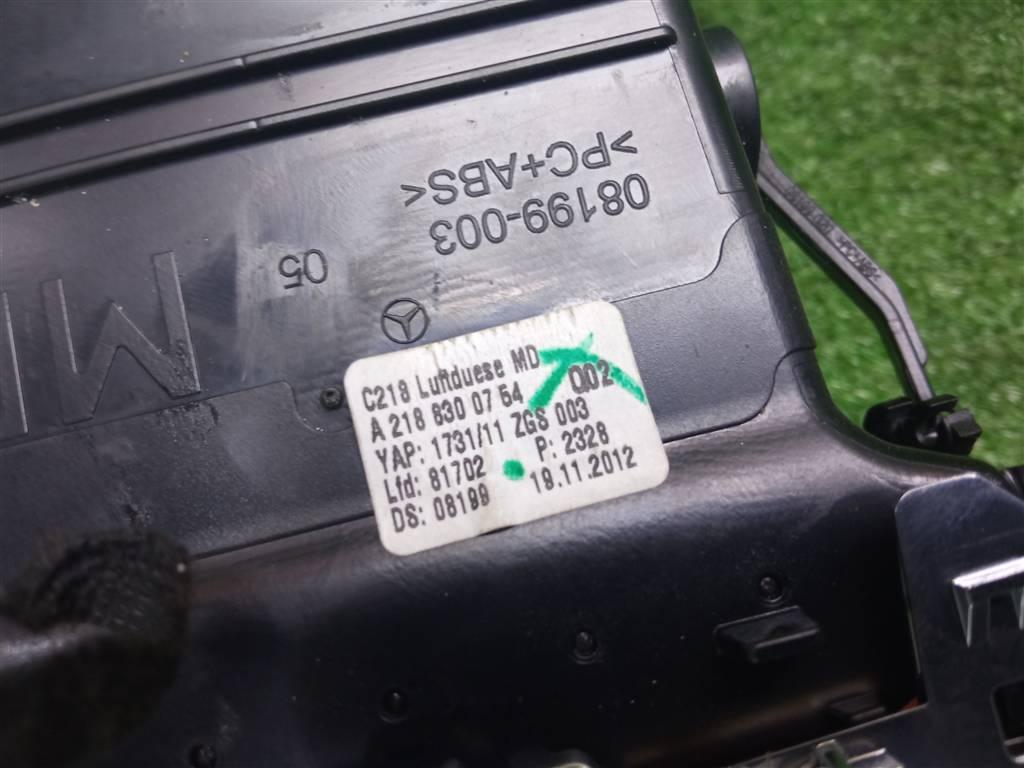 08199-003
>PC+ABS<
05
C218 Luftduese MD
A 218 830 07 54 002
YAP: 1731/11 ZGS 003
Lfd: 81702 P: 2328
DS: 08199 19.11.2012